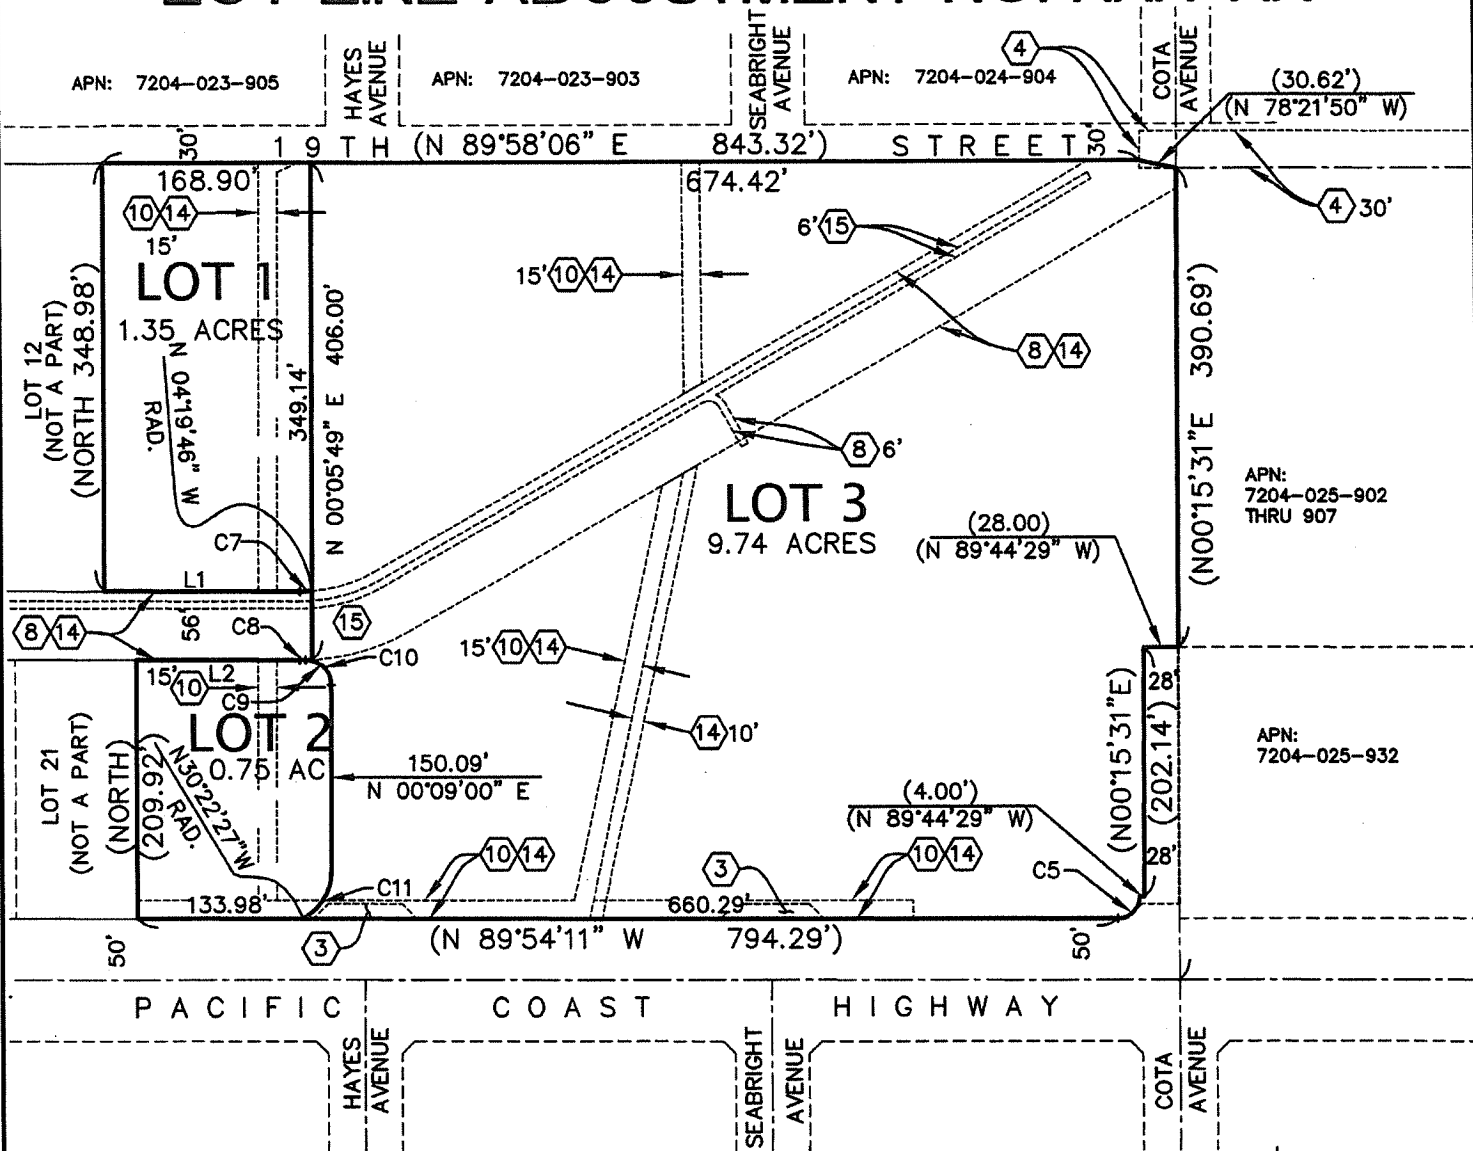 HAYES
AVENUE
SEABRIGHT
AVENUE
COTA
AVENUE
APN: 7204-023-905
APN: 7204-023-903
APN: 7204-024-904
4
(30.62')
(N 78°21'50" W)
30'
19TH (N 89°58'06" E 843.32') STREET
30'
168.90'
674.42'
4 30'
10 14
15'
6' 15
15' 10 14
LOT 1
1.35 ACRES
LOT 12
(NOT A PART)
(NORTH 348.98')
N 04°19'46" W
RAD.
349.14'
N 00°05'49" E 406.00'
8 14
8 6'
(N00°15'31"E 390.69')
APN:
7204-025-902
THRU 907
LOT 3
9.74 ACRES
(28.00)
(N 89°44'29" W)
C7
L1
56'
8 14
C8
15
C10
15' 10 14
15'
10
L2
C9
28'
LOT 2
0.75 AC
LOT 21
(NOT A PART)
(NORTH)
(209.92')
N30°22'27"W
RAD.
150.09'
N 00°09'00" E
14 10'
(N00°15'31"E)
(202.14')
APN:
7204-025-932
(4.00')
(N 89°44'29" W)
28'
10 14
10 14
3
C5
C11
133.98'
660.29'
50'
3
(N 89°54'11" W 794.29')
50'
PACIFIC COAST HIGHWAY
HAYES
AVENUE
SEABRIGHT
AVENUE
COTA
AVENUE